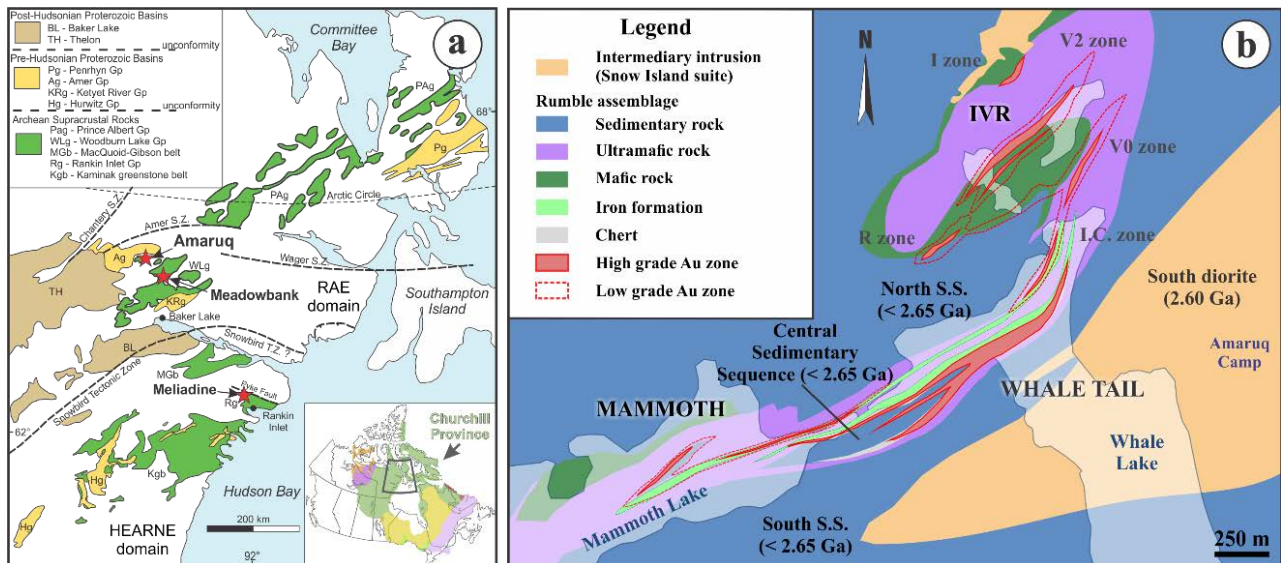 Post-Hudsonian Proterozoic Basins
BL - Baker Lake
TH - Thelon
unconformity
Pre-Hudsonian Proterozoic Basins
Pg - Penrhyn Gp
Ag - Amer Gp
KRg - Ketyet River Gp
Hg - Hurwitz Gp
unconformity
Archean Supracrustal Rocks
Pag - Prince Albert Gp
WLg - Woodburn Lake Gp
MGb - MacQuoid-Gibson belt
Rg - Rankin Inlet Gp
Kgb - Kaminak greenstone belt
Committee
Bay
a
PAg
68°
Pg
PAg
Arctic Circle
Chantery S.Z.
Amer S.Z.
Amaruq
Ag
WLg
Wager S.Z.
TH
Meadowbank
RAE
domain
Southampton
Island
KRg
Baker Lake
BL
Snowbird T.Z. ?
Snowbird Tectonic Zone
MGb
Meliadine
Pyke Fault
Rg
Rankin
Inlet
62°
Kgb
Hg
Hg
Hudson Bay
HEARNE
domain
200 km
92°
Churchill
Province
Legend
Intermediary intrusion
(Snow Island suite)
Rumble assemblage
Sedimentary rock
Ultramafic rock
Mafic rock
Iron formation
Chert
High grade Au zone
Low grade Au zone
b
N
V2 zone
I zone
IVR
V0 zone
R zone
I.C. zone
North S.S.
(< 2.65 Ga)
South diorite
(2.60 Ga)
Central
Sedimentary
Sequence (< 2.65 Ga)
Amaruq
Camp
WHALE TAIL
MAMMOTH
Whale
Lake
Mammoth Lake
South S.S.
(< 2.65 Ga)
250 m